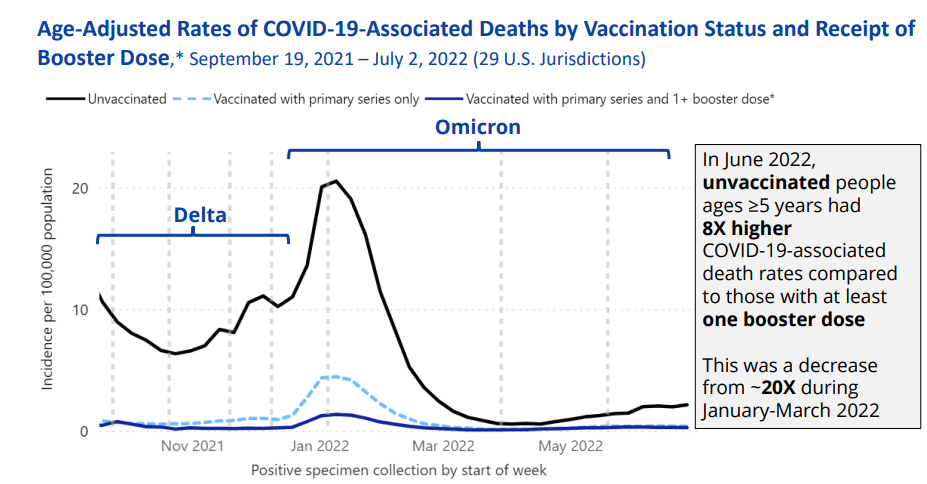 Age-Adjusted Rates of COVID-19-Associated Deaths by Vaccination Status and Receipt of
Booster Dose,* September 19, 2021 – July 2, 2022 (29 U.S. Jurisdictions)
Unvaccinated Vaccinated with primary series only Vaccinated with primary series and 1+ booster dose*
Omicron
Delta
Incidence per 100,000 population
20
10
0
Nov 2021 Jan 2022 Mar 2022 May 2022
Positive specimen collection by start of week
In June 2022,
unvaccinated people
ages ≥5 years had
8X higher
COVID-19-associated
death rates compared
to those with at least
one booster dose
This was a decrease
from ~20X during
January-March 2022